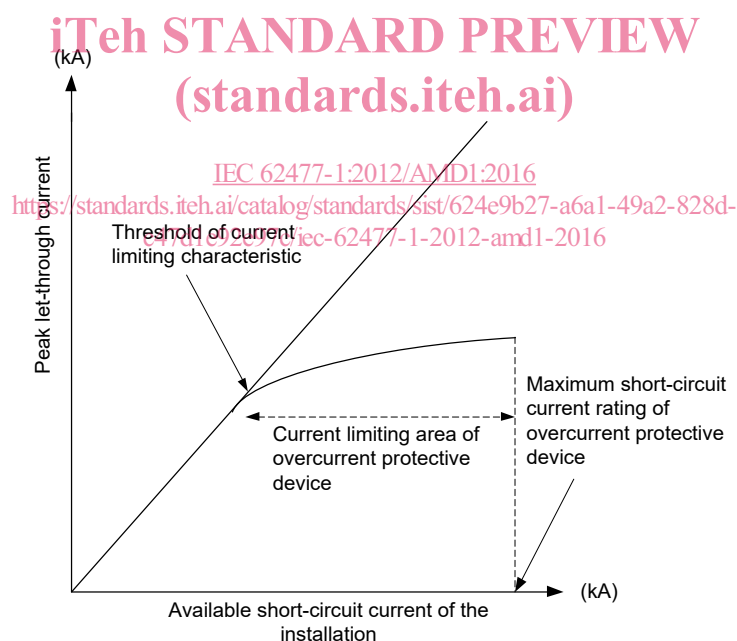 iTeh STANDARD PREVIEW
(kA)
(standards.iteh.ai)
IEC 62477-1:2012/AMD1:2016
https://standards.iteh.ai/catalog/standards/sist/624e9b27-a6a1-49a2-828d-
e47d1c92e97c/iec-62477-1-2012-amd1-2016
Peak let-through current
Threshold of current
limiting characteristic
Maximum short-circuit
current rating of
overcurrent protective
device
Current limiting area of
overcurrent protective
device
(kA)
Available short-circuit current of the
installation